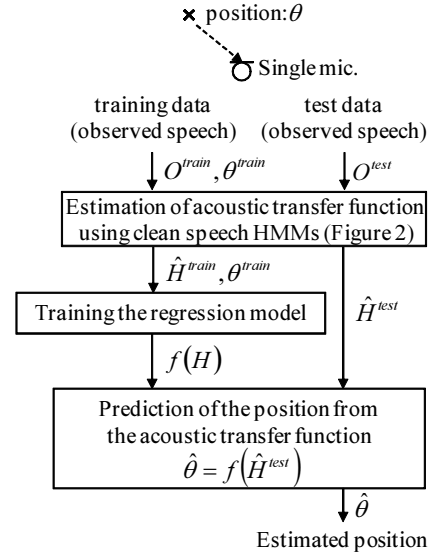 position:θ
Single mic.
training data test data
(observed speech) (observed speech)
O^train, θ^train O^test
Estimation of acoustic transfer function
using clean speech HMMs (Figure 2)
Ĥ^train, θ^train
Ĥ^test
Training the regression model
f(H)
Prediction of the position from
the acoustic transfer function
θ̂ = f(Ĥ^test)
θ̂
Estimated position